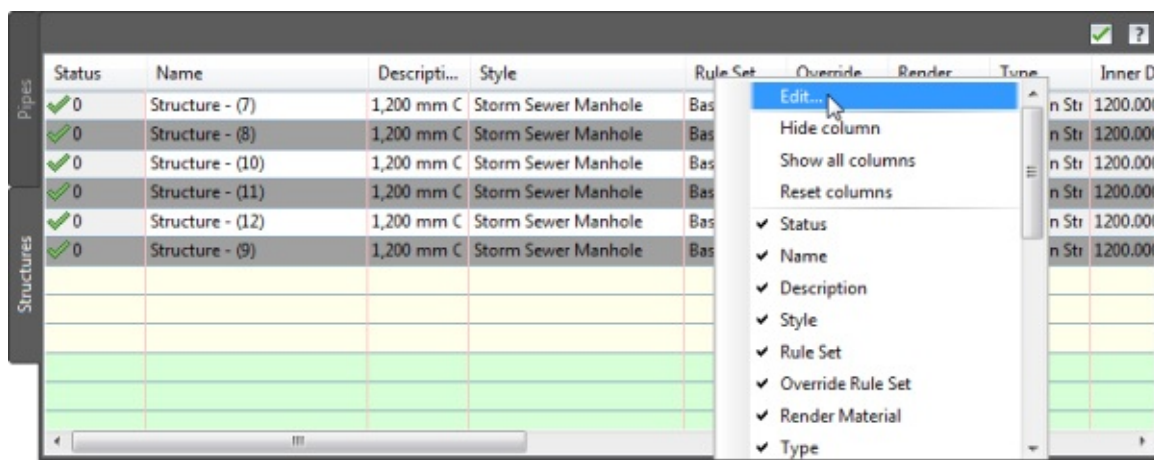 Pipes
Structures
Status Name Descripti... Style Rule Set Override Render Type Inner D
0 Structure - (7) 1,200 mm C Storm Sewer Manhole Bas n Str 1200.000
0 Structure - (8) 1,200 mm C Storm Sewer Manhole Bas n Str 1200.000
0 Structure - (10) 1,200 mm C Storm Sewer Manhole Bas n Str 1200.000
0 Structure - (11) 1,200 mm C Storm Sewer Manhole Bas n Str 1200.000
0 Structure - (12) 1,200 mm C Storm Sewer Manhole Bas n Str 1200.000
0 Structure - (9) 1,200 mm C Storm Sewer Manhole Bas n Str 1200.000
Edit...
Hide column
Show all columns
Reset columns
Status
Name
Description
Style
Rule Set
Override Rule Set
Render Material
Type